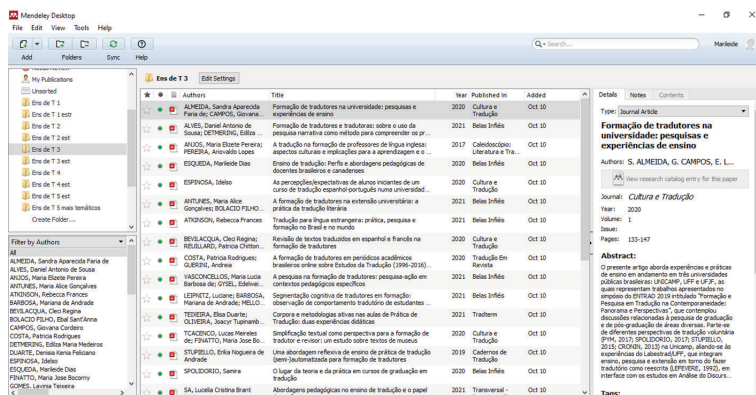 Mendeley Desktop
File Edit View Tools Help
Add Folders Sync Help
Search...
Marileide
My Publications
Unsorted
Ens de T 1
Ens de T 1 estr
Ens de T 2
Ens de T 2 est
Ens de T 3
Ens de T 3 est
Ens de T 4
Ens de T 4 est
Ens de T 5 est
Ens de T 5 mais temáticos
Create Folder...
Filter by Authors
All
ALMEIDA, Sandra Aparecida Faria de
ALVES, Daniel Antonio de Sousa
ANJOS, Maria Elizete Pereira
ANTUNES, Maria Alice Gonçalves
ATKINSON, Rebecca Frances
BARBOSA, Mariana de Andrade
BEVILACQUA, Cleci Regina
BOLACIO FILHO, Ebal Sant'Anna
CAMPOS, Giovana Cordeiro
COSTA, Patricia Rodrigues
DETMERING, Edliza Maria Mederos
DUARTE, Denisia Kenia Feliciano
ESPINOSA, Idelso
ESQUEDA, Marileide Dias
FINATTO, Maria Jose Bocorny
GOMES, Lavinia Teixeira
Ens de T 3 Edit Settings
Authors Title Year Published In Added
ALMEIDA, Sandra Aparecida Formação de tradutores na universidade: pesquisas e 2020 Cultura e Oct 10
Faria de; CAMPOS, Giovana... experiências de ensino Tradução
ALVES, Daniel Antonio de Formação de tradutores e tradutoras: sobre o uso da 2021 Belas Infiéis Oct 10
Sousa; DETMERING, Edliza ... pesquisa narrativa como método para compreender os pr...
ANJOS, Maria Elizete Pereira; A tradução na formação de professores de língua inglesa: 2017 Caleidoscópio: Oct 10
PEREIRA, Ariovaldo Lopes aspectos culturais e implicações para a aprendizagem e o ... Literatura e Tra...
ESQUEDA, Marileide Dias Ensino de tradução: Perfis e abordagens pedagógicas de 2020 Belas Infiéis Oct 10
docentes brasileiros e canadenses
ESPINOSA, Idelso As percepções/expectativas de alunos iniciantes de um 2020 Cultura e Oct 10
curso de tradução espanhol-português numa universidad... Tradução
ANTUNES, Maria Alice A formação de tradutores na extensão universitária: a 2021 Belas Infiéis Oct 10
Gonçalves; BOLACIO FILHO... prática da tradução literária
ATKINSON, Rebecca Frances Tradução para língua estrangeira: prática, pesquisa e 2021 Belas Infiéis Oct 10
formação no Brasil e no mundo
BEVILACQUA, Cleci Regina; Revisão de textos traduzidos em espanhol e francês na 2020 Cultura e Oct 10
REUILLARD, Patrícia Chitton... formação de tradutores Tradução
COSTA, Patricia Rodrigues; A formação de tradutores em periódicos acadêmicos 2020 Tradução Em Oct 10
GUERINI, Andreia brasileiros online sobre Estudos da Tradução (1996-2016)... Revista
VASCONCELLOS, Maria Lucia A pesquisa na formação de tradutores: pesquisa-ação em 2021 Belas Infiéis Oct 10
Barbosa de; GYSEL, Edelwei... contextos pedagógicos específicos
LEIPNITZ, Luciane; BARBOSA, Segmentação cognitiva de tradutores em formação: 2021 Belas Infiéis Oct 10
Mariana de Andrade; MELLO... observação de comportamento tradutório de estudantes ...
TEIXEIRA, Elisa Duarte; Corpora e metodologias ativas nas aulas de Prática de 2021 Tradterm Oct 10
OLIVEIRA, Joacyr Tupinamb... Tradução: duas experiências didáticas
TCACENCO, Lucas Meireles Simplificação textual como perspectiva para a formação de 2020 Cultura e Oct 10
de; FINATTO, Maria Jose Bo... tradutor e revisor: um estudo sobre textos de museus Tradução
STUPIELLO, Erika Nogueira de Uma abordagem reflexiva de ensino de prática de tradução 2019 Cadernos de Oct 10
Andrade (semi-)automatizada para formação de tradutores Tradução
SPOLIDORIO, Samira O lugar da teoria e da prática em cursos de graduação em 2021 Belas Infiéis Oct 10
tradução
SA, Lucelia Cristina Brant Abordagens pedagógicas no ensino de tradução e o papel 2021 Transversal - Oct 10
Details Notes Contents
Type: Journal Article
Formação de tradutores na
universidade: pesquisas e
experiências de ensino
Authors: S. ALMEIDA, G. CAMPOS, E. L...
View research catalog entry for this paper
Journal: Cultura e Tradução
Year: 2020
Volume: 1
Issue:
Pages: 133-147
Abstract:
O presente artigo aborda experiências e práticas
de ensino em andamento em três universidades
públicas brasileiras: UNICAMP, UFF e UFJF, as
quais representam trabalhos apresentados no
simpósio do ENTRAD 2019 intitulado "Formação e
Pesquisa em Tradução na Contemporaneidade:
Panorama e Perspectivas", que contemplou
discussões relacionadas à pesquisa de graduação
e de pós-graduação de áreas diversas. Parte-se
de diferentes perspectivas de tradução voluntária
(PYM, 2017; SPOLIDORIO, 2017; STUPIELLO,
2015; CRONIN, 2013) na Unicamp, aliando-se às
experiências do Labestrad/UFF, que integram
ensino, pesquisa e extensão em torno do fazer
tradutório como reescrita (LEFEVERE, 1992), em
interface com os estudos em Análise do Discurs...
Tags: